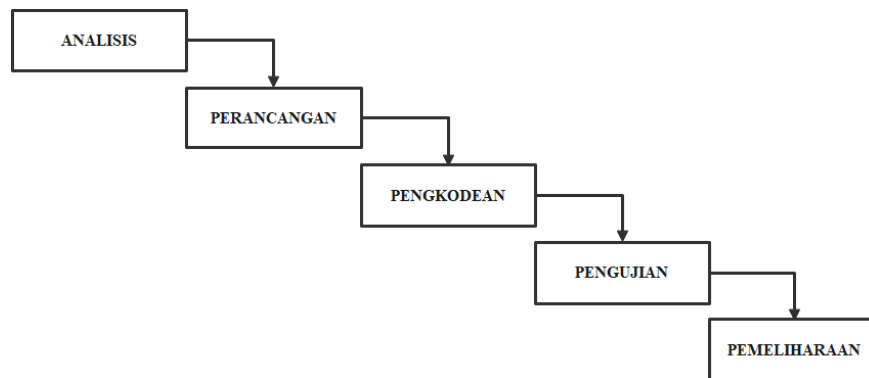 ANALISIS
PERANCANGAN
PENGKODEAN
PENGUJIAN
PEMELIHARAAN